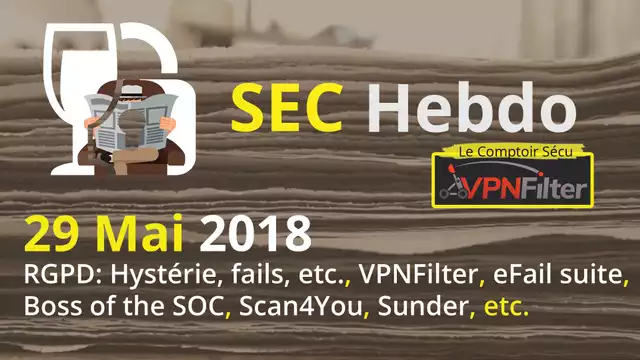 SEC Hebdo
Le Comptoir Sécu
VPNFilter
29 Mai 2018
RGPD: Hystérie, fails, etc., VPNFilter, eFail suite,
Boss of the SOC, Scan4You, Sunder, etc.